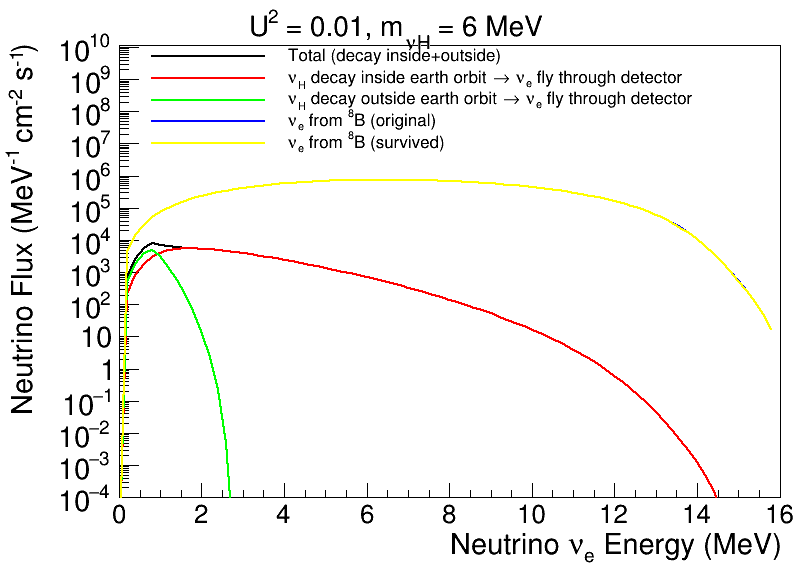 U² = 0.01, m_νH = 6 MeV
Neutrino Flux (MeV⁻¹ cm⁻² s⁻¹)
10¹⁰
10⁹
10⁸
10⁷
10⁶
10⁵
10⁴
10³
10²
10
1
10⁻¹
10⁻²
10⁻³
10⁻⁴
Total (decay inside+outside)
ν_H decay inside earth orbit → ν_e fly through detector
ν_H decay outside earth orbit → ν_e fly through detector
ν_e from ⁸B (original)
ν_e from ⁸B (survived)
0 2 4 6 8 10 12 14 16
Neutrino ν_e Energy (MeV)